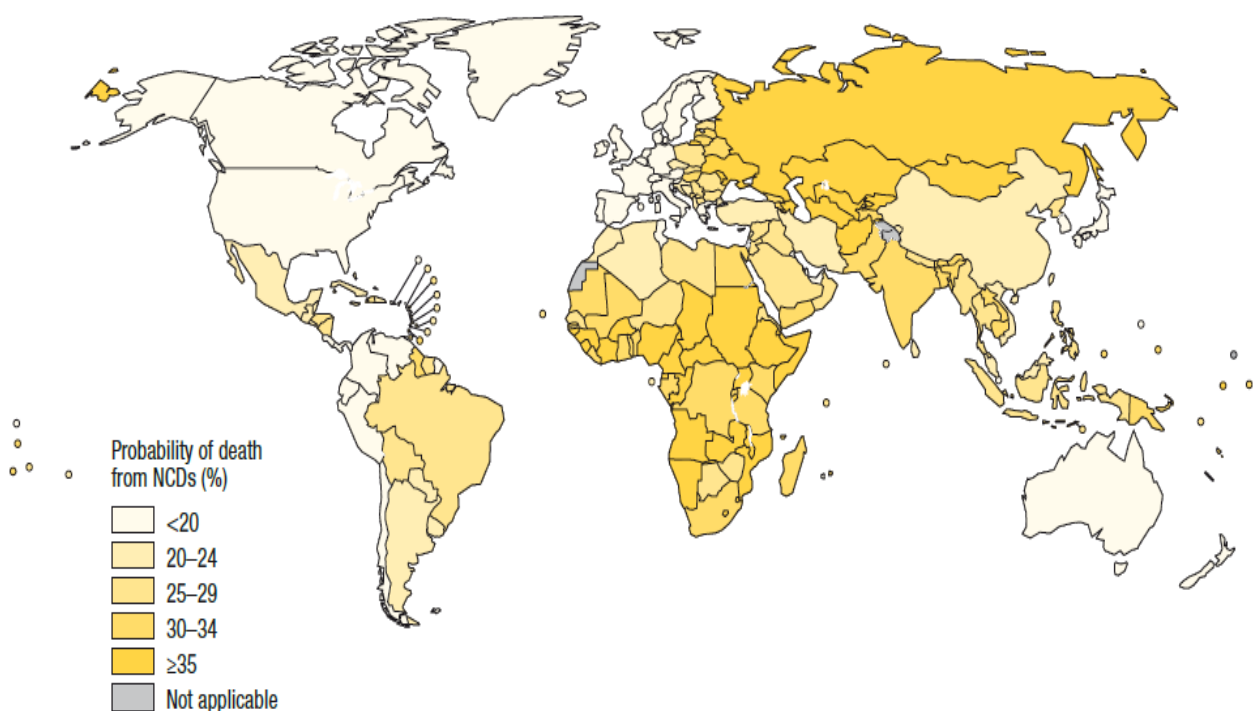 Probability of death
from NCDs (%)
<20
20–24
25–29
30–34
≥35
Not applicable